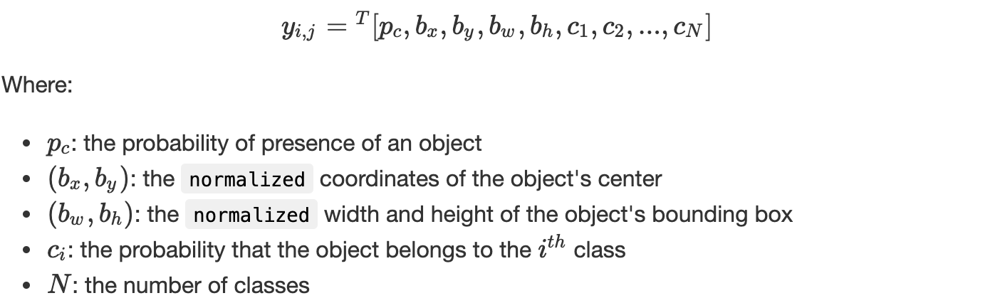 y_{i,j} = ^T[p_c, b_x, b_y, b_w, b_h, c_1, c_2, ..., c_N]
Where:
• p_c: the probability of presence of an object
• (b_x, b_y): the normalized coordinates of the object's center
• (b_w, b_h): the normalized width and height of the object's bounding box
• c_i: the probability that the object belongs to the i^{th} class
• N: the number of classes